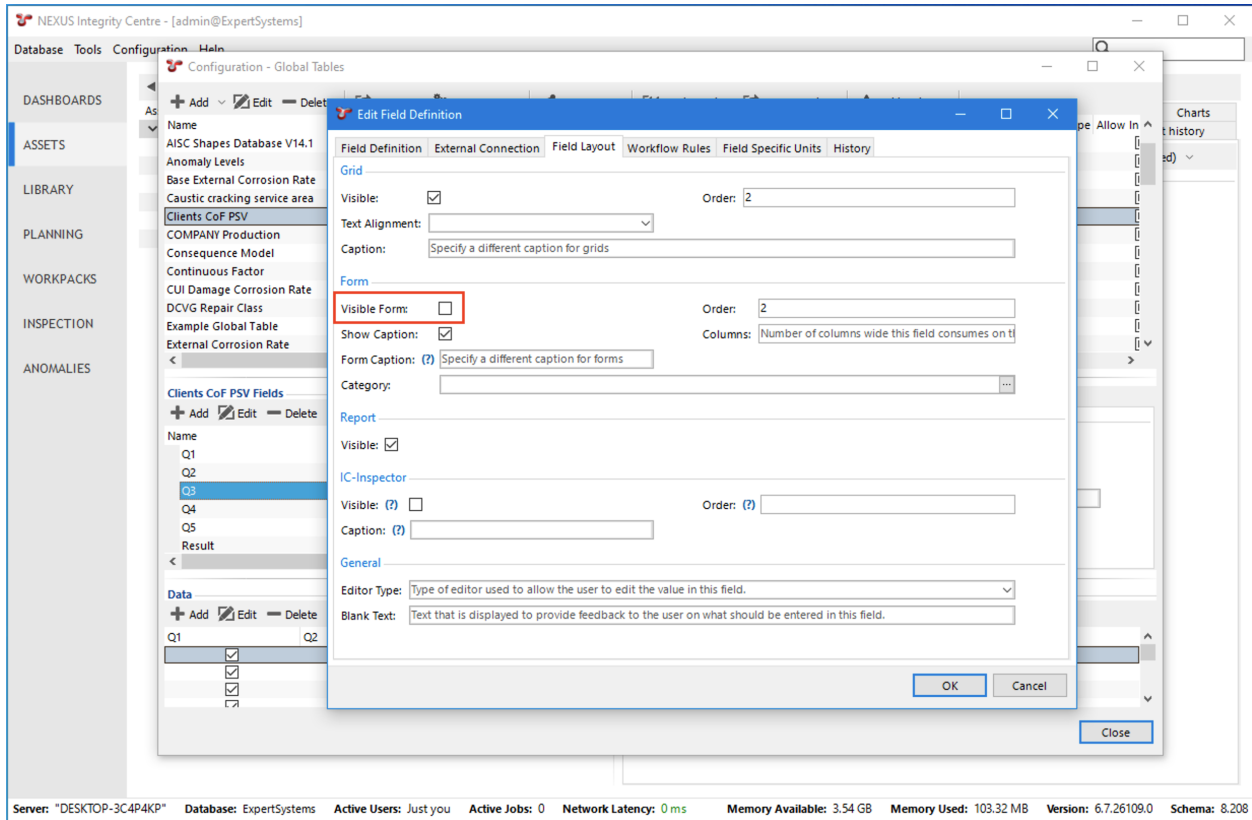 NEXUS Integrity Centre - [admin@ExpertSystems]
Database Tools Configuration Help
Configuration - Global Tables
DASHBOARDS
ASSETS
LIBRARY
PLANNING
WORKPACKS
INSPECTION
ANOMALIES
Add Edit Delet
Name
AISC Shapes Database V14.1
Anomaly Levels
Base External Corrosion Rate
Caustic cracking service area
Clients CoF PSV
COMPANY Production
Consequence Model
Continuous Factor
CUI Damage Corrosion Rate
DCVG Repair Class
Example Global Table
External Corrosion Rate
Clients CoF PSV Fields
Add Edit Delete
Name
Q1
Q2
Q3
Q4
Q5
Result
Data
Add Edit Delete
Q1 Q2
Edit Field Definition
Field Definition External Connection Field Layout Workflow Rules Field Specific Units History
Grid
Visible: Order: 2
Text Alignment:
Caption: Specify a different caption for grids
Form
Visible Form: Order: 2
Show Caption: Columns: Number of columns wide this field consumes on
Form Caption: (?) Specify a different caption for forms
Category: ...
Report
Visible:
IC-Inspector
Visible: (?) Order: (?)
Caption: (?)
General
Editor Type: Type of editor used to allow the user to edit the value in this field.
Blank Text: Text that is displayed to provide feedback to the user on what should be entered in this field.
OK Cancel
pe Allow In
Charts
t history
ed)
Close
Server: "DESKTOP-3C4P4KP" Database: ExpertSystems Active Users: Just you Active Jobs: 0 Network Latency: 0 ms Memory Available: 3.54 GB Memory Used: 103.32 MB Version: 6.7.26109.0 Schema: 8.208